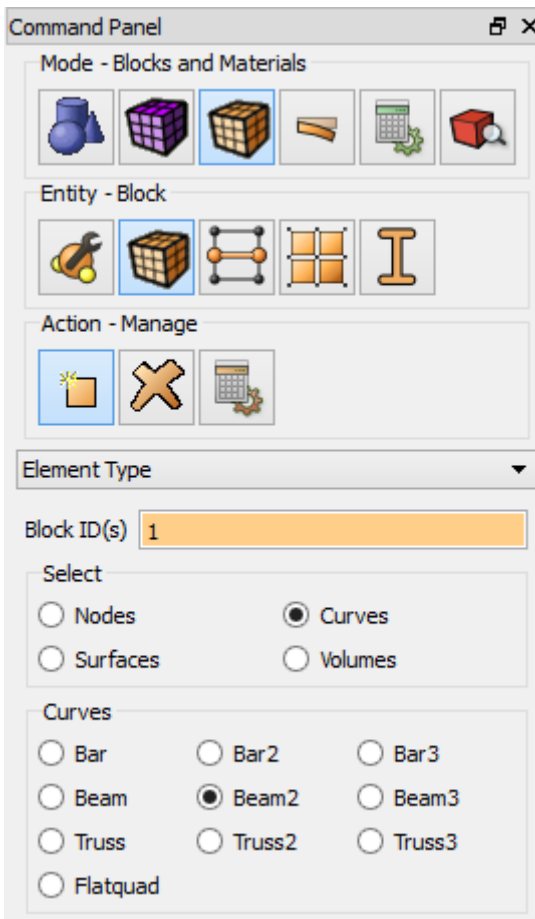 Command Panel
Mode - Blocks and Materials
Entity - Block
Action - Manage
Element Type
Block ID(s) 1
Select
Nodes Curves
Surfaces Volumes
Curves
Bar Bar2 Bar3
Beam Beam2 Beam3
Truss Truss2 Truss3
Flatquad